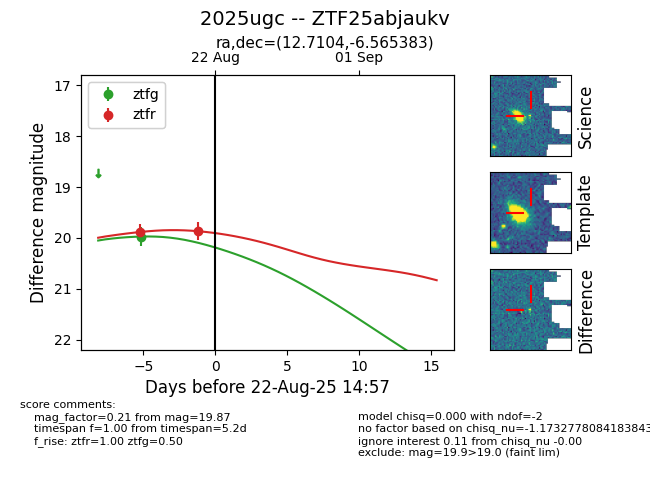 2025ugc -- ZTF25abjaukv
ra,dec=(12.7104,-6.565383)
22 Aug
01 Sep
ztfg
ztfr
17
18
19
20
21
22
Difference magnitude
−5
0
5
10
15
Days before 22-Aug-25 14:57
Science
Template
Difference
score comments:
mag_factor=0.21 from mag=19.87
timespan f=1.00 from timespan=5.2d
f_rise: ztfr=1.00 ztfg=0.50
model chisq=0.000 with ndof=-2
no factor based on chisq_nu=-1.1732778084183843
ignore interest 0.11 from chisq_nu -0.00
exclude: mag=19.9>19.0 (faint lim)